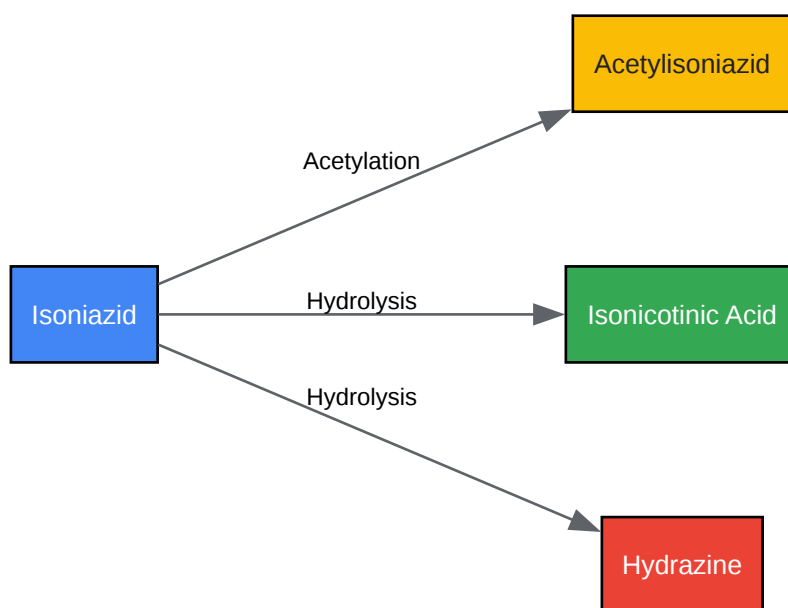 Acetylisoniazid
Acetylation
Isoniazid
Hydrolysis
Isonicotinic Acid
Hydrolysis
Hydrazine